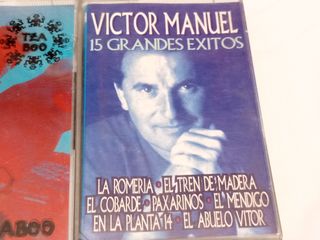 TEA
BOO
ABOO
VICTOR MANUEL
15 GRANDES EXITOS
LA ROMERIA • EL TREN DE MADERA
EL COBARDE • PAXARINOS • EL MENDIGO
EN LA PLANTA 14 • EL ABUELO VITOR